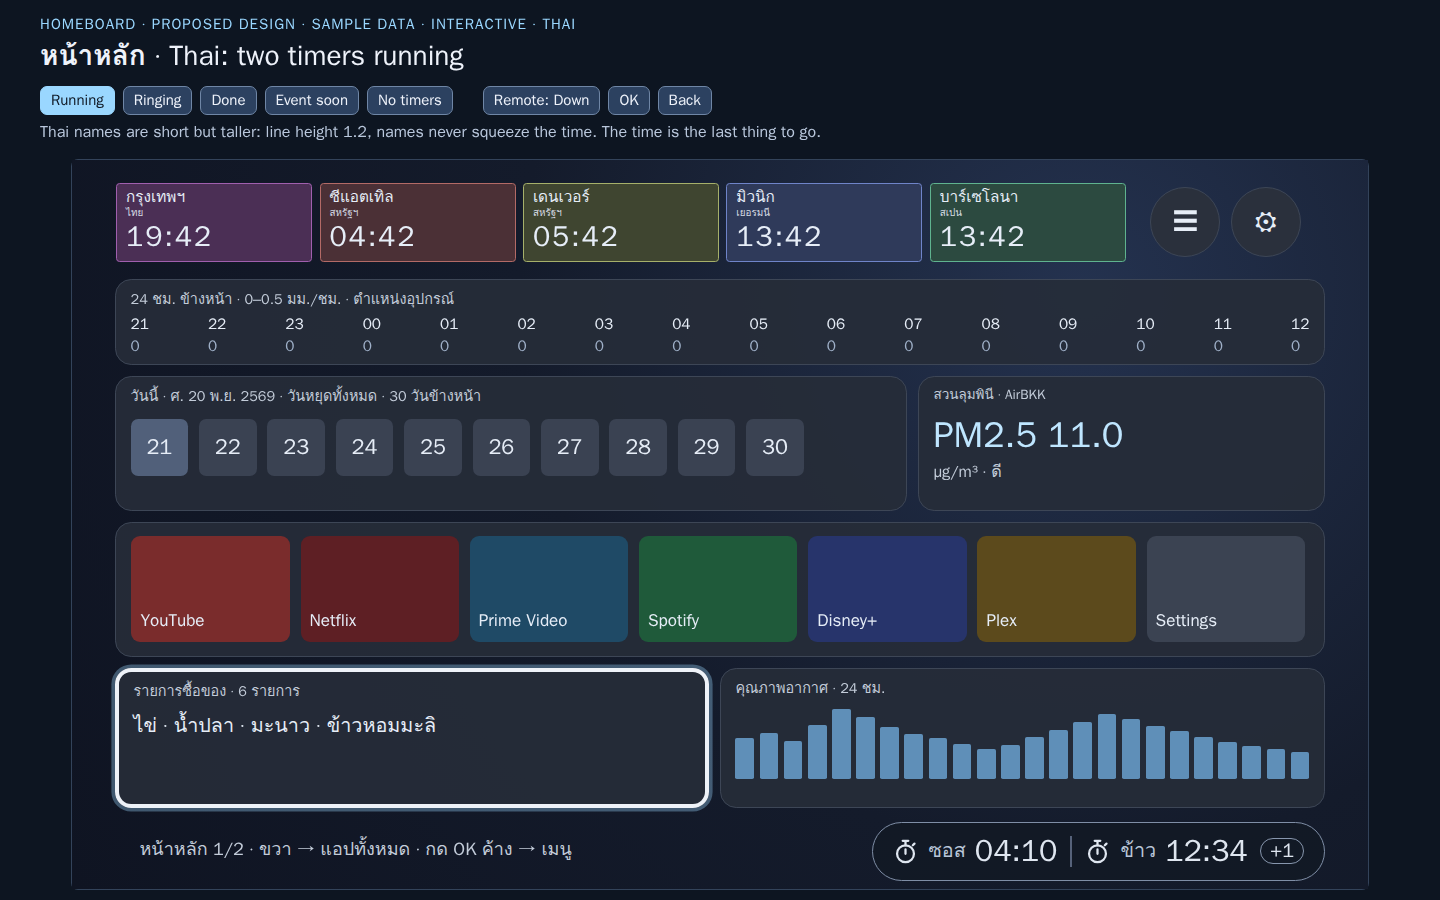 HOMEBOARD · PROPOSED DESIGN · SAMPLE DATA · INTERACTIVE · THAI
หน้าหลัก · Thai: two timers running
Running Ringing Done Event soon No timers Remote: Down OK Back
Thai names are short but taller: line height 1.2, names never squeeze the time. The time is the last thing to go.
กรุงเทพฯ
ไทย
19:42
ซีแอตเทิล
สหรัฐฯ
04:42
เดนเวอร์
สหรัฐฯ
05:42
มิวนิก
เยอรมนี
13:42
บาร์เซโลนา
สเปน
13:42
24 ชม. ข้างหน้า · 0–0.5 มม./ชม. · ตำแหน่งอุปกรณ์
21 22 23 00 01 02 03 04 05 06 07 08 09 10 11 12
0 0 0 0 0 0 0 0 0 0 0 0 0 0 0 0
วันนี้ · ศ. 20 พ.ย. 2569 · วันหยุดทั้งหมด · 30 วันข้างหน้า
21 22 23 24 25 26 27 28 29 30
สวนลุมพินี · AirBKK
PM2.5 11.0
µg/m³ · ดี
YouTube Netflix Prime Video Spotify Disney+ Plex Settings
รายการซื้อของ · 6 รายการ
ไข่ · น้ำปลา · มะนาว · ข้าวหอมมะลิ
คุณภาพอากาศ · 24 ชม.
หน้าหลัก 1/2 · ขวา → แอปทั้งหมด · กด OK ค้าง → เมนู
ซอส 04:10 ข้าว 12:34 +1